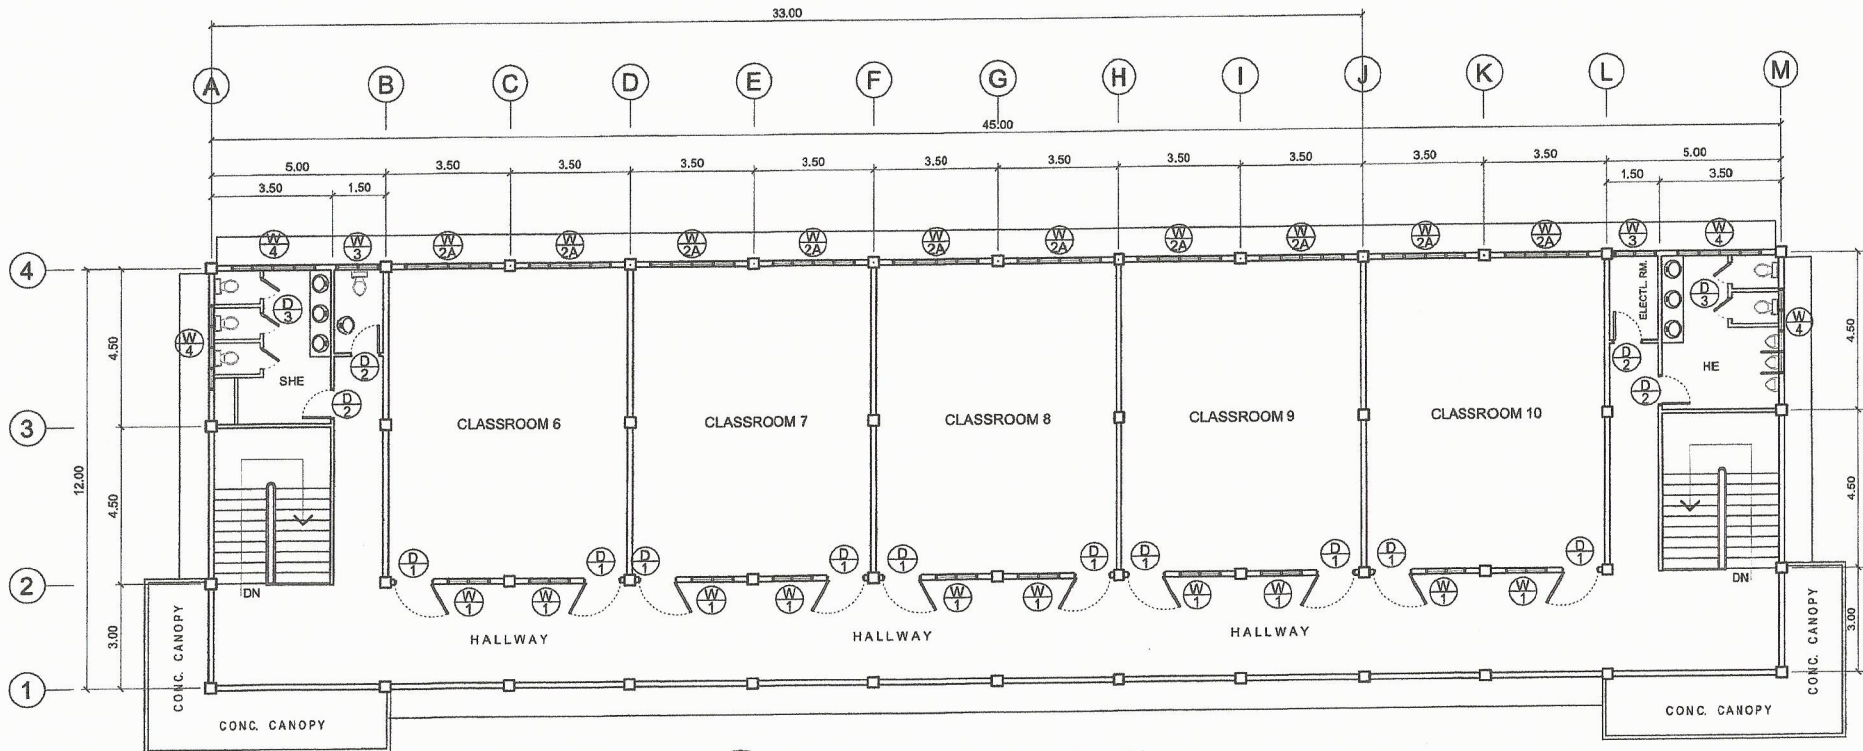 33.00
A B C D E F G H I J K L M
45.00
5.00 3.50 3.50 3.50 3.50 3.50 3.50 3.50 3.50 3.50 3.50 5.00
3.50 1.50 1.50 3.50
W 4 W 3 W 2A W 2A W 2A W 2A W 2A W 2A W 2A W 2A W 2A W 2A W 3 W 4
4
D 3 ELECTL. RM. D 3
W 4 W 4
4.50 4.50
D 2 D 2
SHE HE
D 2 D 2
3
CLASSROOM 6 CLASSROOM 7 CLASSROOM 8 CLASSROOM 9 CLASSROOM 10
12.00
4.50 4.50
D 1 D 1 D 1 D 1 D 1 D 1 D 1 D 1 D 1 D 1
2
DN DN
W 1 W 1 W 1 W 1 W 1 W 1 W 1 W 1 W 1 W 1
3.00 3.00
HALLWAY HALLWAY HALLWAY
CONC. CANOPY CONC. CANOPY
1
CONC. CANOPY CONC. CANOPY